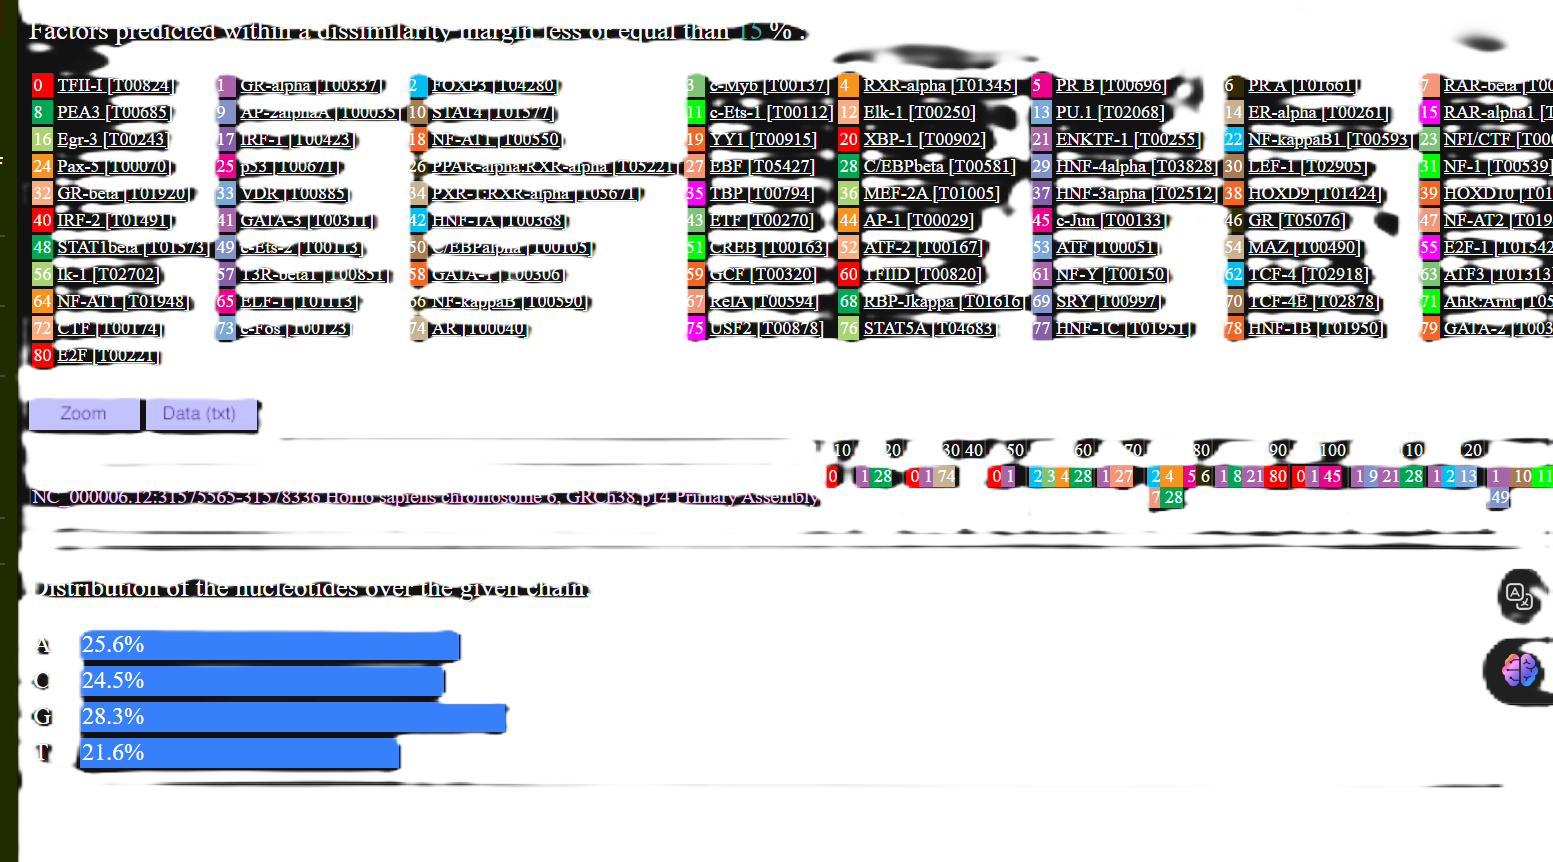 Factors predicted within a dissimilarity margin less or equal than 15 % :
0 TFII-I [T00824] 1 GR-alpha [T00337] 2 FOXP3 [T04280] 3 c-Myb [T00137] 4 RXR-alpha [T01345] 5 PR B [T00696] 6 PR A [T01661] 7 RAR-beta [T00
8 PEA3 [T00685] 9 AP-2alphaA [T00035] 10 STAT4 [T01577] 11 c-Ets-1 [T00112] 12 Elk-1 [T00250] 13 PU.1 [T02068] 14 ER-alpha [T00261] 15 RAR-alpha1 [T
16 Egr-3 [T00243] 17 IRF-1 [T00423] 18 NF-AT1 [T00550] 19 YY1 [T00915] 20 XBP-1 [T00902] 21 ENKTF-1 [T00255] 22 NF-kappaB1 [T00593] 23 NFI/CTF [T00
24 Pax-5 [T00070] 25 p53 [T00671] 26 PPAR-alpha:RXR-alpha [T05221] 27 EBF [T05427] 28 C/EBPbeta [T00581] 29 HNF-4alpha [T03828] 30 LEF-1 [T02905] 31 NF-1 [T00539]
32 GR-beta [T01920] 33 VDR [T00885] 34 PXR-1:RXR-alpha [T05671] 35 TBP [T00794] 36 MEF-2A [T01005] 37 HNF-3alpha [T02512] 38 HOXD9 [T01424] 39 HOXD10 [T01
40 IRF-2 [T01491] 41 GATA-3 [T00311] 42 HNF-1A [T00368] 43 ETF [T00270] 44 AP-1 [T00029] 45 c-Jun [T00133] 46 GR [T05076] 47 NF-AT2 [T019
48 STAT1beta [T01573] 49 c-Ets-2 [T00113] 50 C/EBPalpha [T00105] 51 CREB [T00163] 52 ATF-2 [T00167] 53 ATF [T00051] 54 MAZ [T00490] 55 E2F-1 [T01542
56 Ik-1 [T02702] 57 T3R-beta1 [T00851] 58 GATA-1 [T00306] 59 GCF [T00320] 60 TFIID [T00820] 61 NF-Y [T00150] 62 TCF-4 [T02918] 63 ATF3 [T01313]
64 NF-AT1 [T01948] 65 ELF-1 [T01113] 66 NF-kappaB [T00590] 67 RelA [T00594] 68 RBP-Jkappa [T01616] 69 SRY [T00997] 70 TCF-4E [T02878] 71 AhR:Arnt [T05
72 CTF [T00174] 73 c-Fos [T00123] 74 AR [T00040] 75 USF2 [T00878] 76 STAT5A [T04683] 77 HNF-1C [T01951] 78 HNF-1B [T01950] 79 GATA-2 [T003
80 E2F [T00221]
Zoom Data (txt)
10 20 30 40 50 60 70 80 90 100 110 20
0 1 28 0 1 74 0 1 2 3 4 28 1 27 2 4 5 6 1 8 21 80 0 1 45 1 9 21 28 1 2 13 1 10 11
NC_000006.12:31575565-31578336 Homo sapiens chromosome 6, GRCh38.p14 Primary Assembly 7 28 49
Distribution of the nucleotides over the given chain
A 25.6%
C 24.5%
G 28.3%
T 21.6%